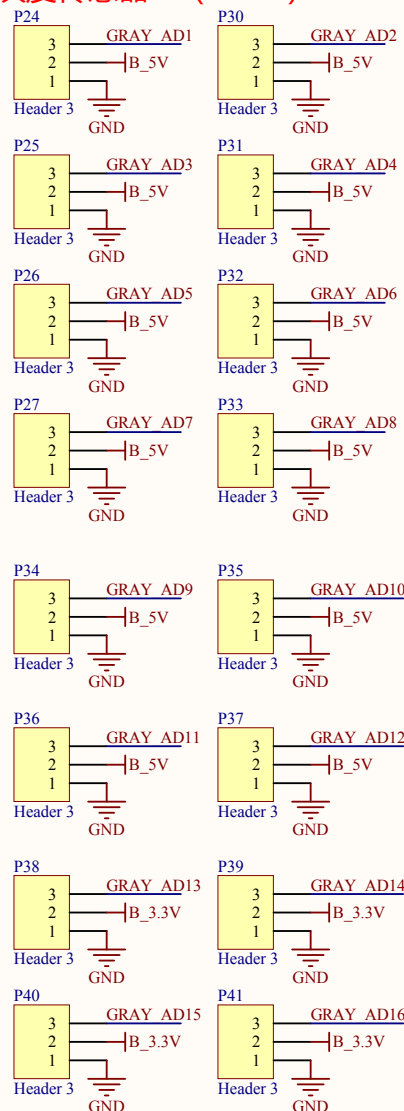 P24 P30
3 GRAY_AD1 3 GRAY_AD2
2 B_5V 2 B_5V
1 1
Header 3 GND Header 3 GND
P25 P31
3 GRAY_AD3 3 GRAY_AD4
2 B_5V 2 B_5V
1 1
Header 3 GND Header 3 GND
P26 P32
3 GRAY_AD5 3 GRAY_AD6
2 B_5V 2 B_5V
1 1
Header 3 GND Header 3 GND
P27 P33
3 GRAY_AD7 3 GRAY_AD8
2 B_5V 2 B_5V
1 1
Header 3 GND Header 3 GND
P34 P35
3 GRAY_AD9 3 GRAY_AD10
2 B_5V 2 B_5V
1 1
Header 3 GND Header 3 GND
P36 P37
3 GRAY_AD11 3 GRAY_AD12
2 B_5V 2 B_5V
1 1
Header 3 GND Header 3 GND
P38 P39
3 GRAY_AD13 3 GRAY_AD14
2 B_3.3V 2 B_3.3V
1 1
Header 3 GND Header 3 GND
P40 P41
3 GRAY_AD15 3 GRAY_AD16
2 B_3.3V 2 B_3.3V
1 1
Header 3 GND Header 3 GND